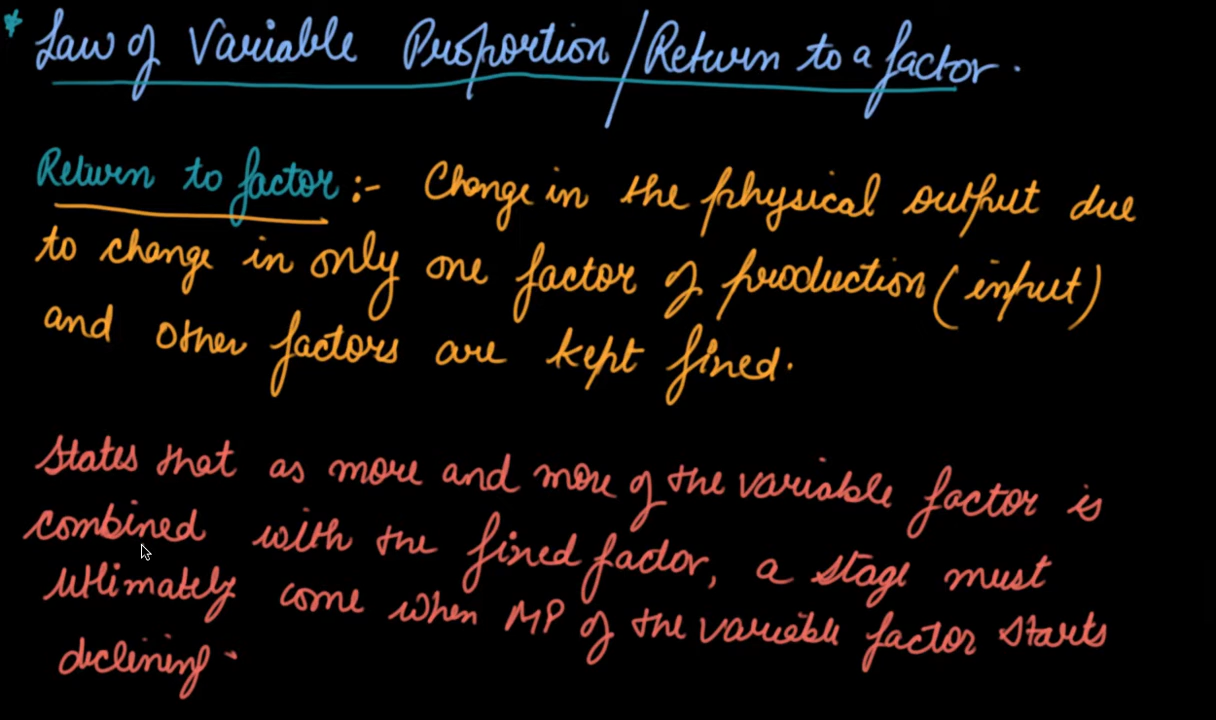 * Law of Variable Proportion / Return to a factor.
Return to factor :- Change in the physical output due
to change in only one factor of production (input)
and other factors are kept fixed.
States that as more and more of the variable factor is
combined with the fixed factor, a stage must
ultimately come when MP of the variable factor starts
declining.